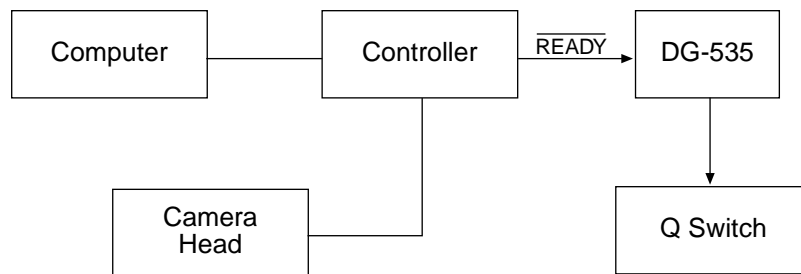 Computer
Controller
READY
DG-535
Camera
Head
Q Switch